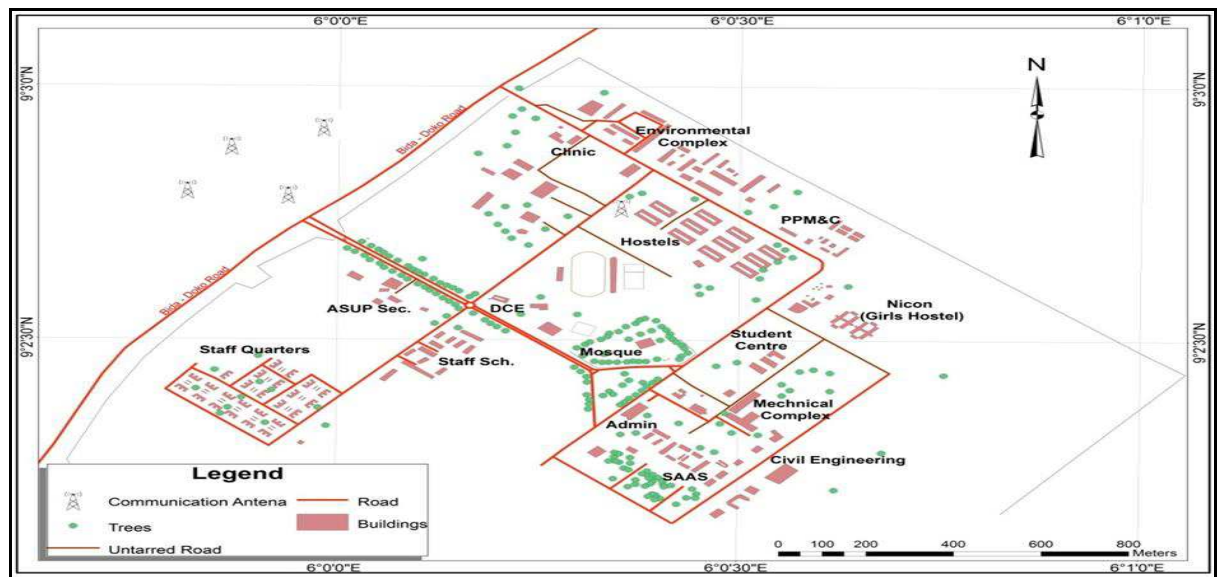 6°0'0"E
6°0'30"E
6°1'0"E
9°3'0"N
9°3'0"N
N
Bida - Doko Road
Environmental
Complex
Clinic
PPM&C
Hostels
Bida - Doko Road
ASUP Sec.
DCE
Nicon
(Girls Hostel)
9°2'30"N
9°2'30"N
Student
Centre
Staff Quarters
Mosque
Staff Sch.
Mechnical
Complex
Admin
Civil Engineering
SAAS
Legend
Communication Antena
Road
Trees
Buildings
Untarred Road
0 100 200 400 600 800
Meters
6°0'0"E
6°0'30"E
6°1'0"E